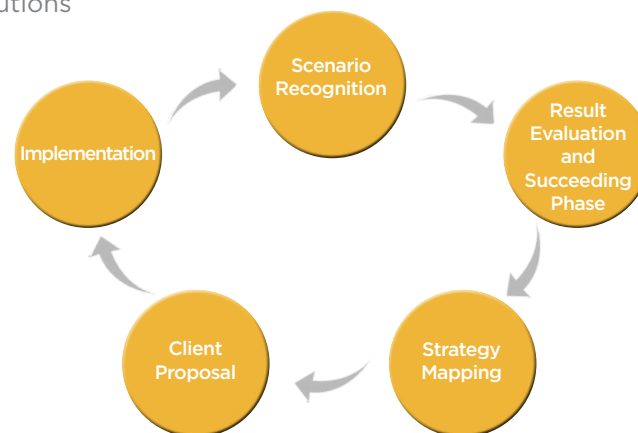 Scenario
Recognition
Result
Evaluation
and
Succeeding
Phase
Strategy
Mapping
Client
Proposal
Implementation